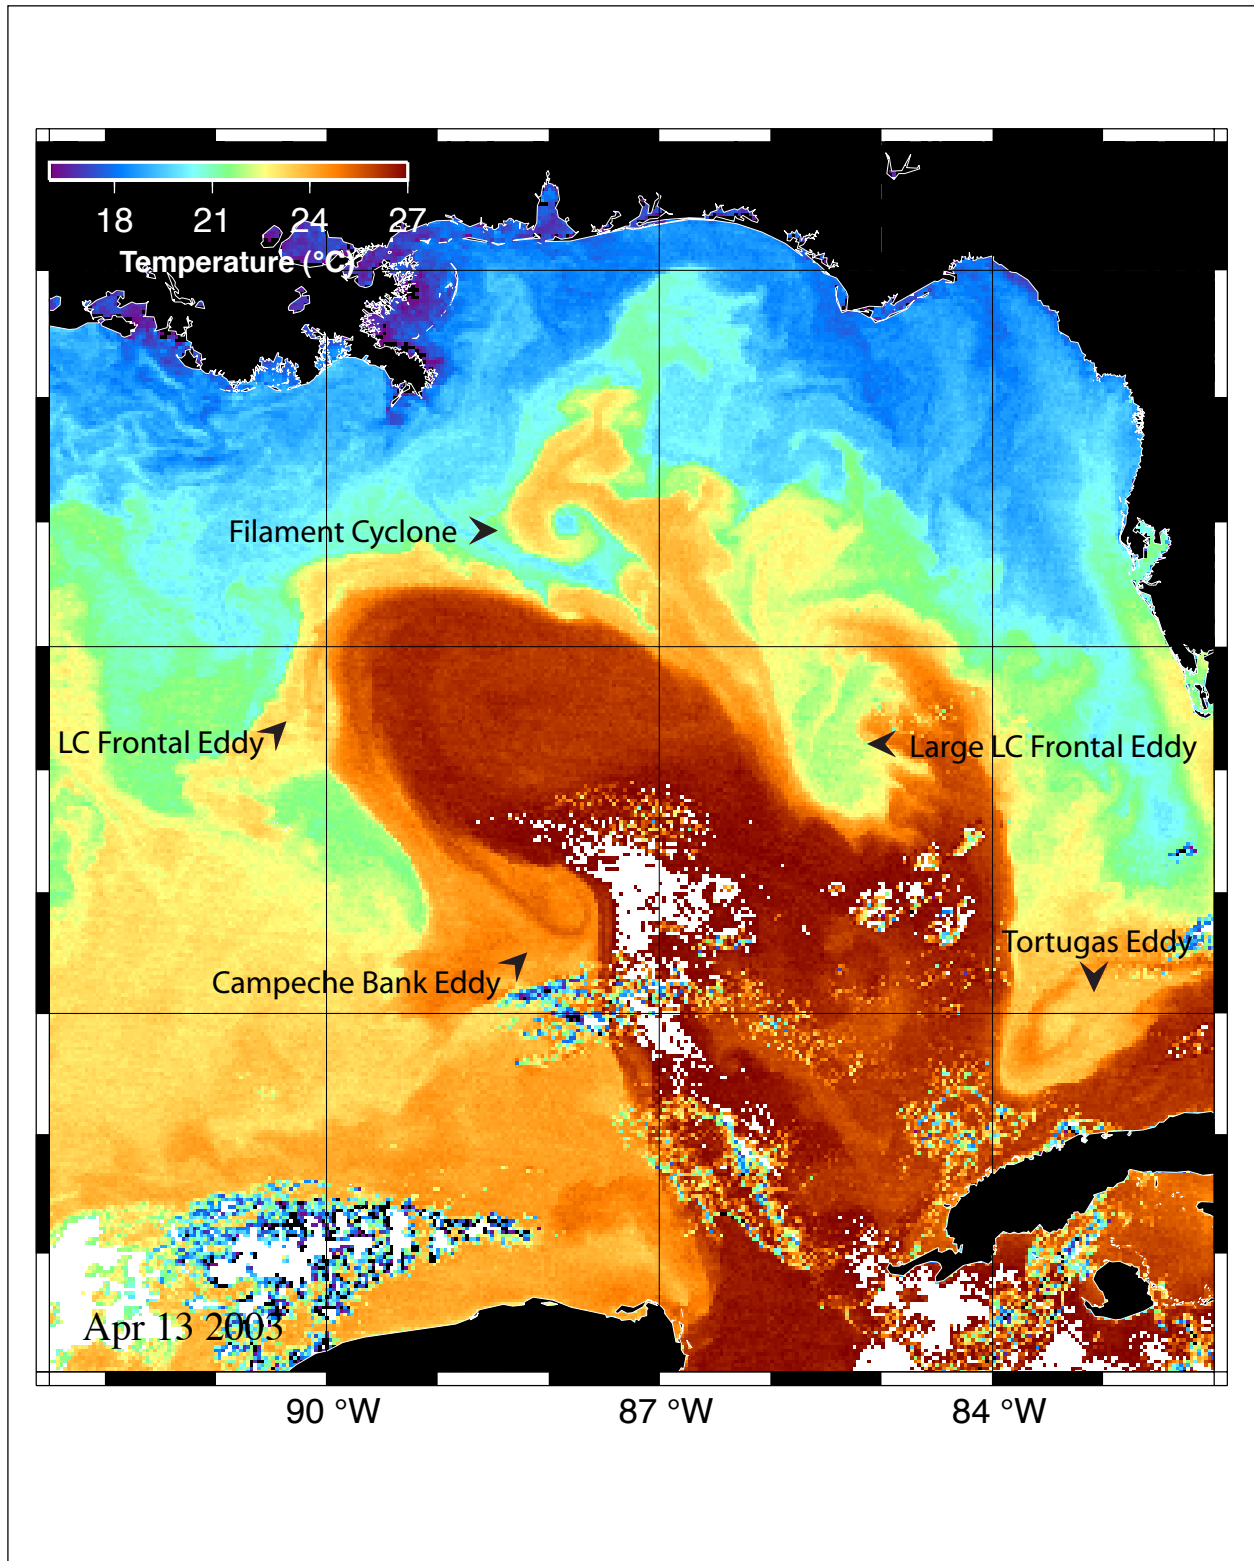 18 21 24 27
Temperature (°C)
Filament Cyclone
LC Frontal Eddy
Large LC Frontal Eddy
Tortugas Eddy
Campeche Bank Eddy
Apr 13 2003
90 °W 87 °W 84 °W